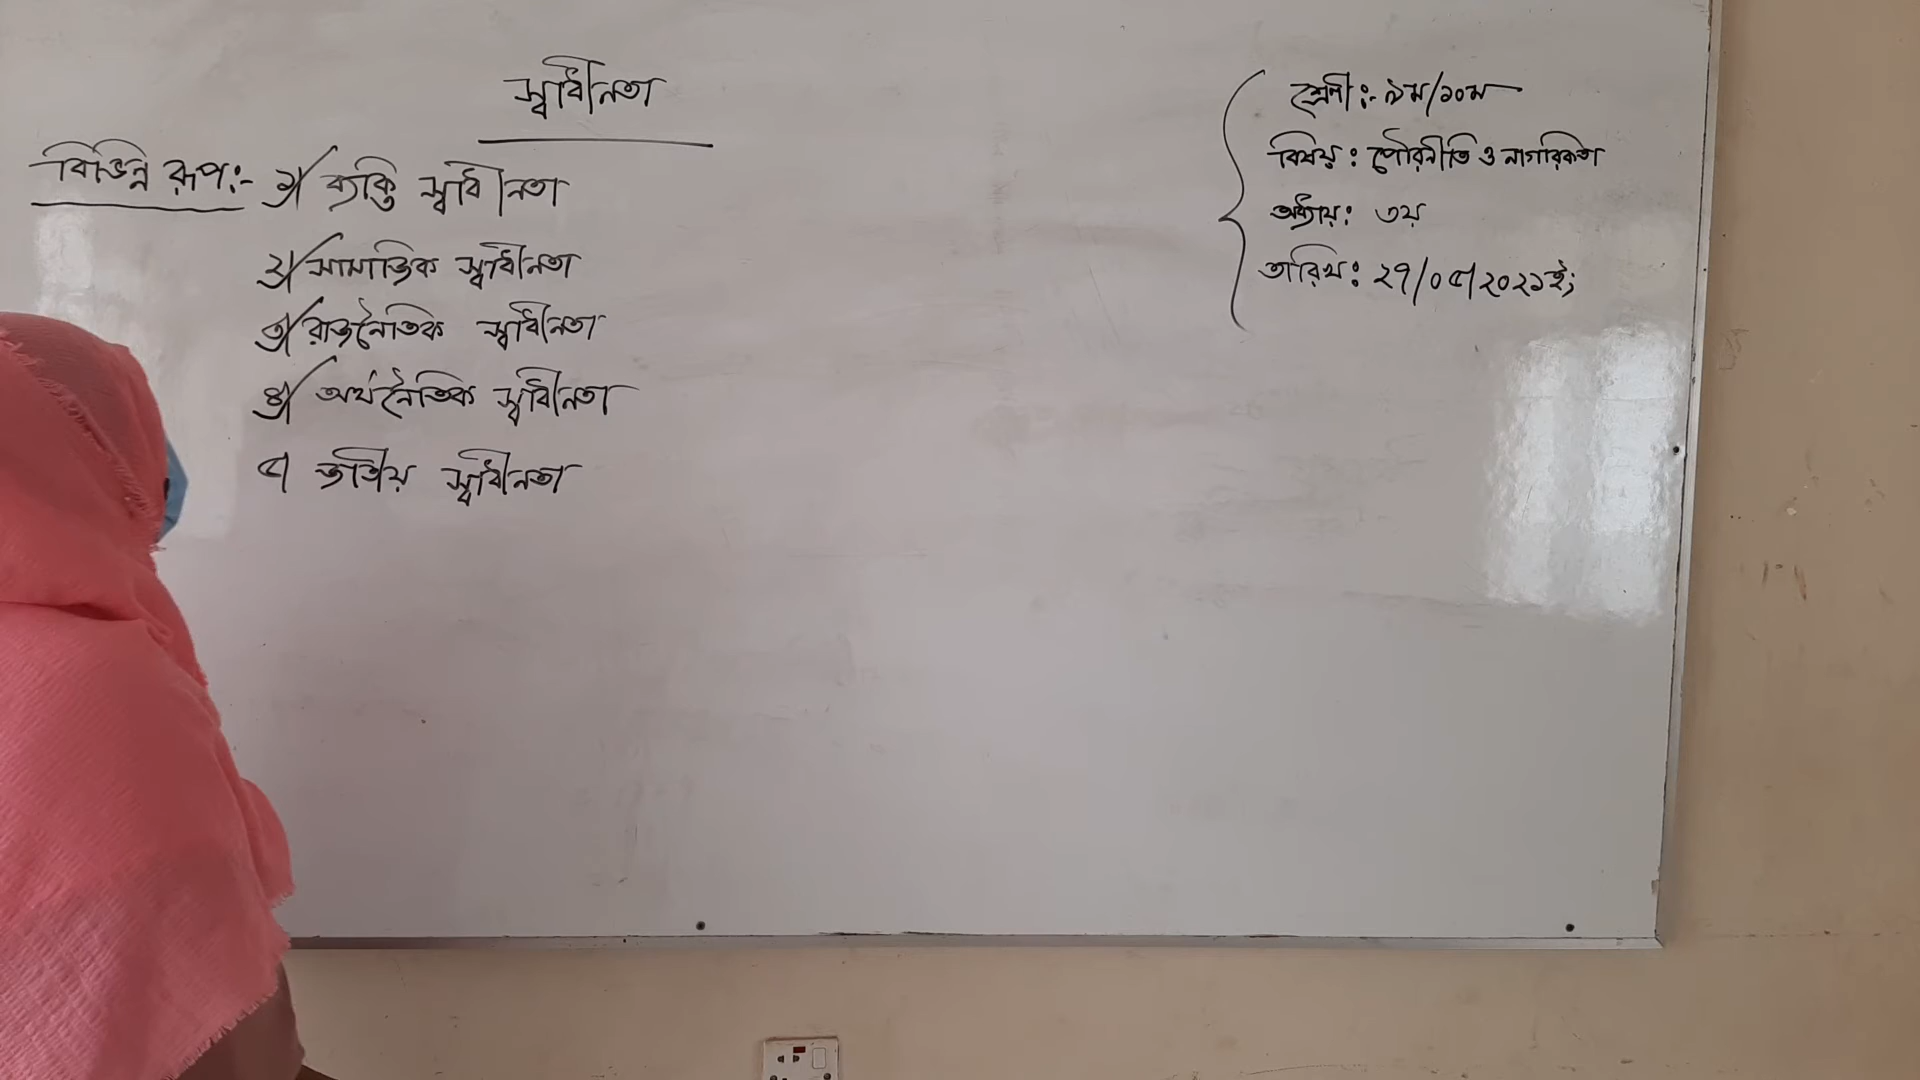 স্বাধীনতা
বিভিন্ন রূপ:- ১/ ব্যক্তি স্বাধীনতা
২/ সামাজিক স্বাধীনতা
৩/ রাজনৈতিক স্বাধীনতা
৪/ অর্থনৈতিক স্বাধীনতা
৫। জাতীয় স্বাধীনতা
শ্রেণী:- ৯ম/১০ম
বিষয়: পৌরনীতি ও নাগরিকতা
অধ্যায়: ৩য়
তারিখ: ২৭/০৫/২০২১ইং